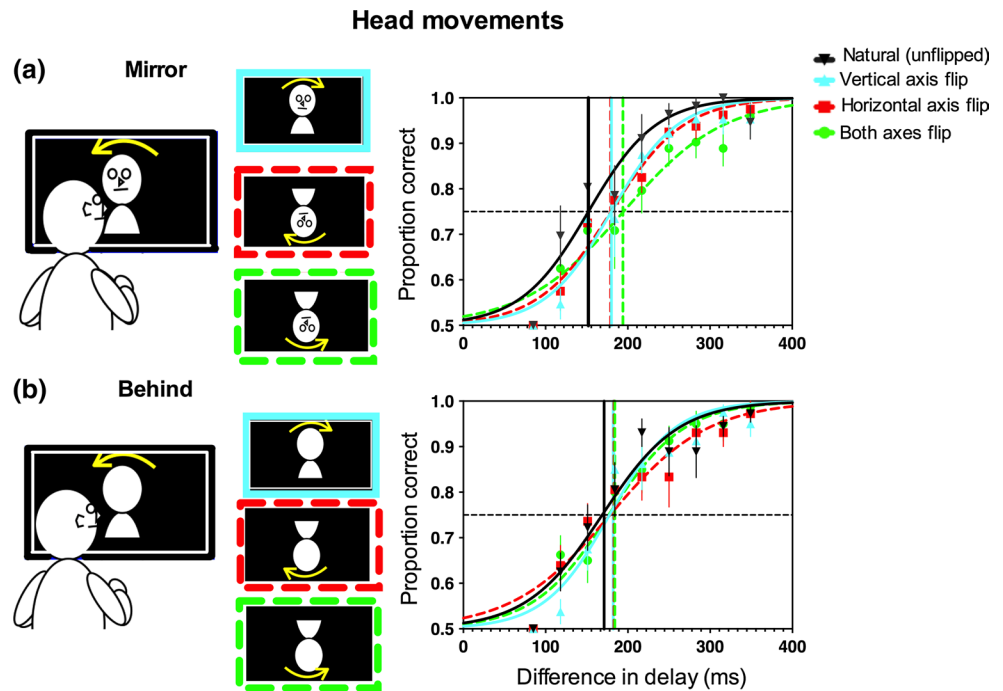 Head movements
(a) Mirror
Natural (unflipped)
Vertical axis flip
Horizontal axis flip
Both axes flip
Proportion correct
1.0
0.9
0.8
0.7
0.6
0.5
0 100 200 300 400
(b) Behind
Proportion correct
1.0
0.9
0.8
0.7
0.6
0.5
0 100 200 300 400
Difference in delay (ms)